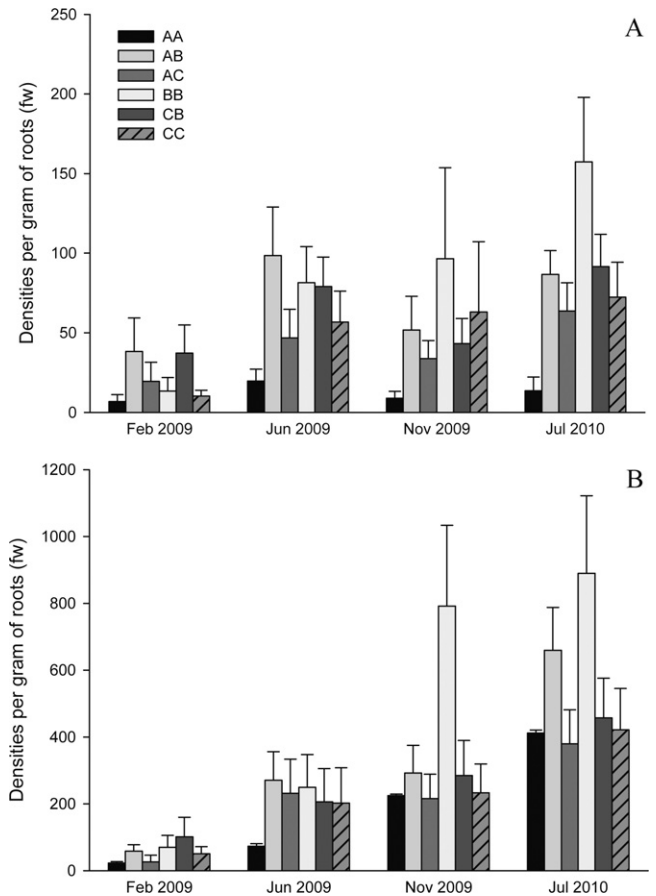 250
A
200
150
100
50
0
Densities per gram of roots (fw)
AA
AB
AC
BB
CB
CC
Feb 2009 Jun 2009 Nov 2009 Jul 2010
1200
B
1000
800
600
400
200
0
Densities per gram of roots (fw)
Feb 2009 Jun 2009 Nov 2009 Jul 2010